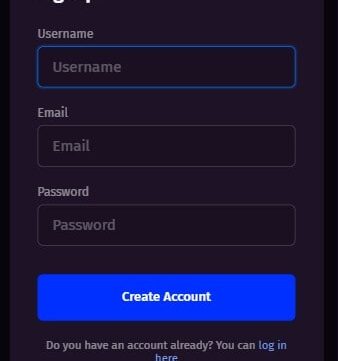 Username
Username
Email
Email
Password
Password
Create Account
Do you have an account already? You can log in
here